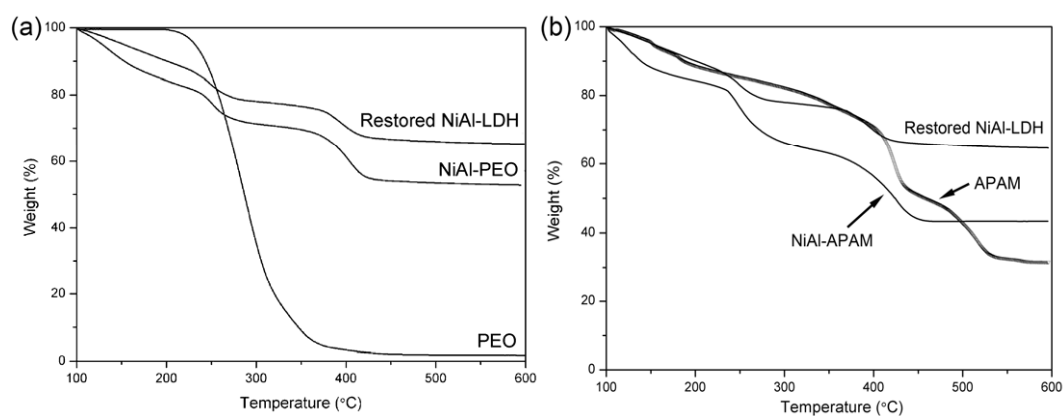 (a)
Weight (%)
100
80
60
40
20
0
Restored NiAl-LDH
NiAl-PEO
PEO
100
200
300
400
500
600
Temperature (°C)
(b)
Weight (%)
100
80
60
40
20
0
Restored NiAl-LDH
APAM
NiAl-APAM
100
200
300
400
500
600
Temperature (°C)